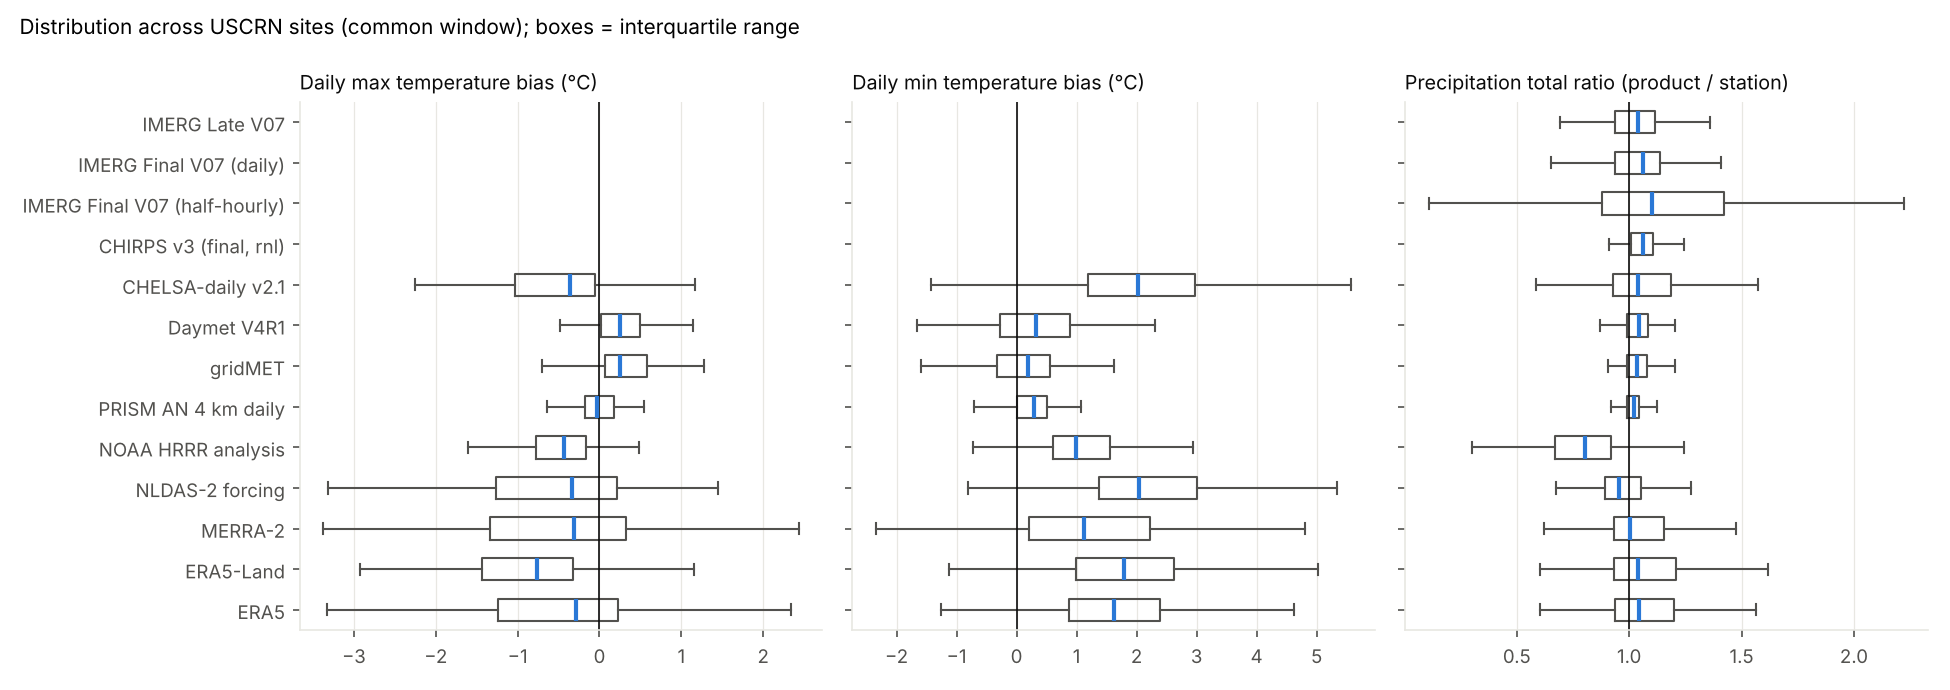 Distribution across USCRN sites (common window); boxes = interquartile range
Daily max temperature bias (°C)
Daily min temperature bias (°C)
Precipitation total ratio (product / station)
IMERG Late V07
IMERG Final V07 (daily)
IMERG Final V07 (half-hourly)
CHIRPS v3 (final, rnl)
CHELSA-daily v2.1
Daymet V4R1
gridMET
PRISM AN 4 km daily
NOAA HRRR analysis
NLDAS-2 forcing
MERRA-2
ERA5-Land
ERA5
−3 −2 −1 0 1 2
−2 −1 0 1 2 3 4 5
0.5 1.0 1.5 2.0